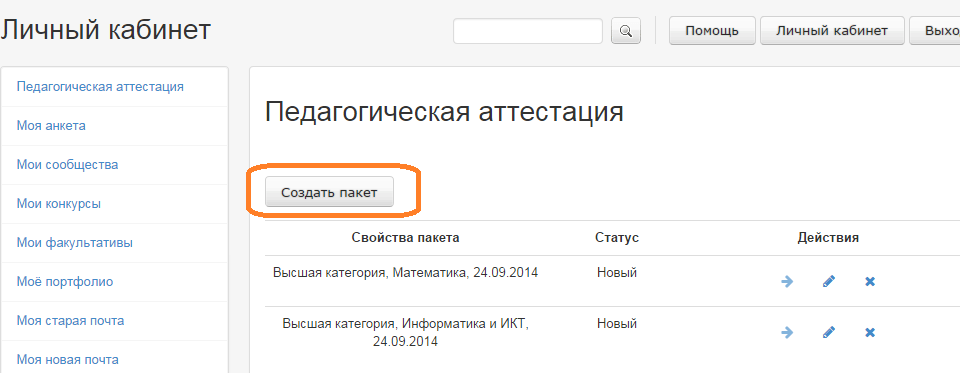 Личный кабинет
Помощь
Личный кабинет
Педагогическая аттестация
Моя анкета
Мои сообщества
Мои конкурсы
Мои факультативы
Моё портфолио
Моя старая почта
Моя новая почта
Педагогическая аттестация
Создать пакет
Свойства пакета Статус Действия
Высшая категория, Математика, 24.09.2014 Новый
Высшая категория, Информатика и ИКТ, Новый
24.09.2014